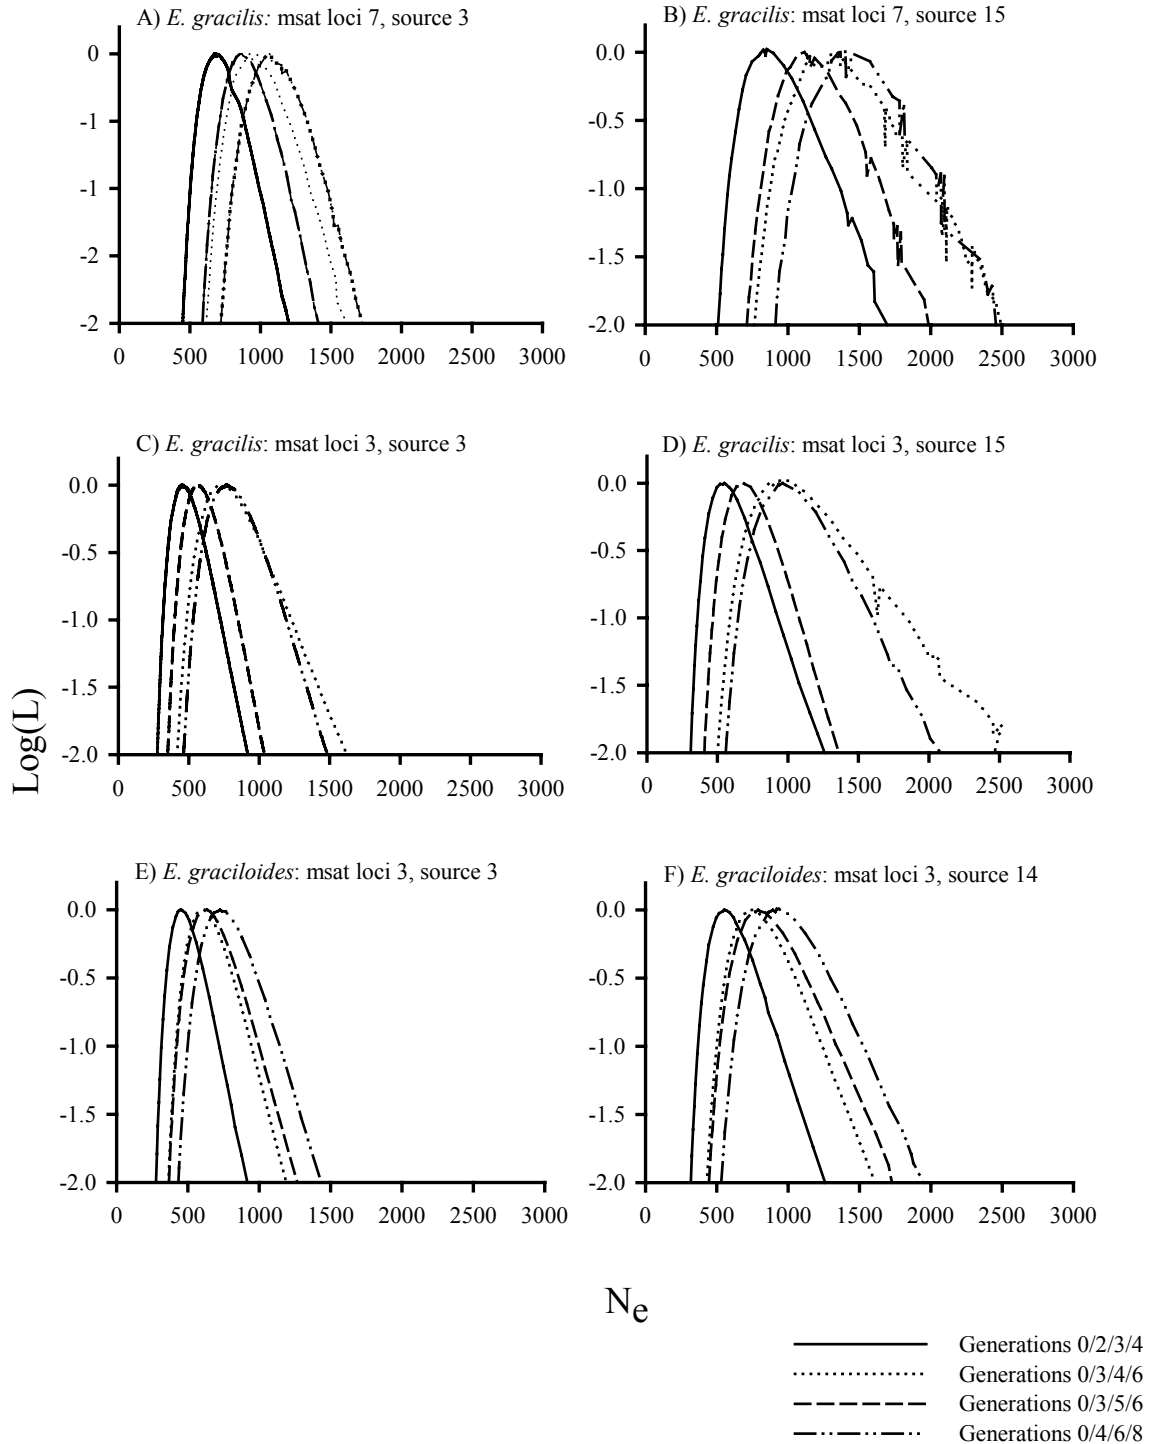 A) E. gracilis: msat loci 7, source 3
0
-1
-1
-2
-2
0 500 1000 1500 2000 2500 3000
B) E. gracilis: msat loci 7, source 15
0.0
-0.5
-1.0
-1.5
-2.0
0 500 1000 1500 2000 2500 3000
C) E. gracilis: msat loci 3, source 3
0.0
-0.5
-1.0
-1.5
-2.0
0 500 1000 1500 2000 2500 3000
D) E. gracilis: msat loci 3, source 15
0.0
-0.5
-1.0
-1.5
-2.0
0 500 1000 1500 2000 2500 3000
Log(L)
E) E. graciloides: msat loci 3, source 3
0.0
-0.5
-1.0
-1.5
-2.0
0 500 1000 1500 2000 2500 3000
F) E. graciloides: msat loci 3, source 14
0.0
-0.5
-1.0
-1.5
-2.0
0 500 1000 1500 2000 2500 3000
Ne
Generations 0/2/3/4
Generations 0/3/4/6
Generations 0/3/5/6
Generations 0/4/6/8